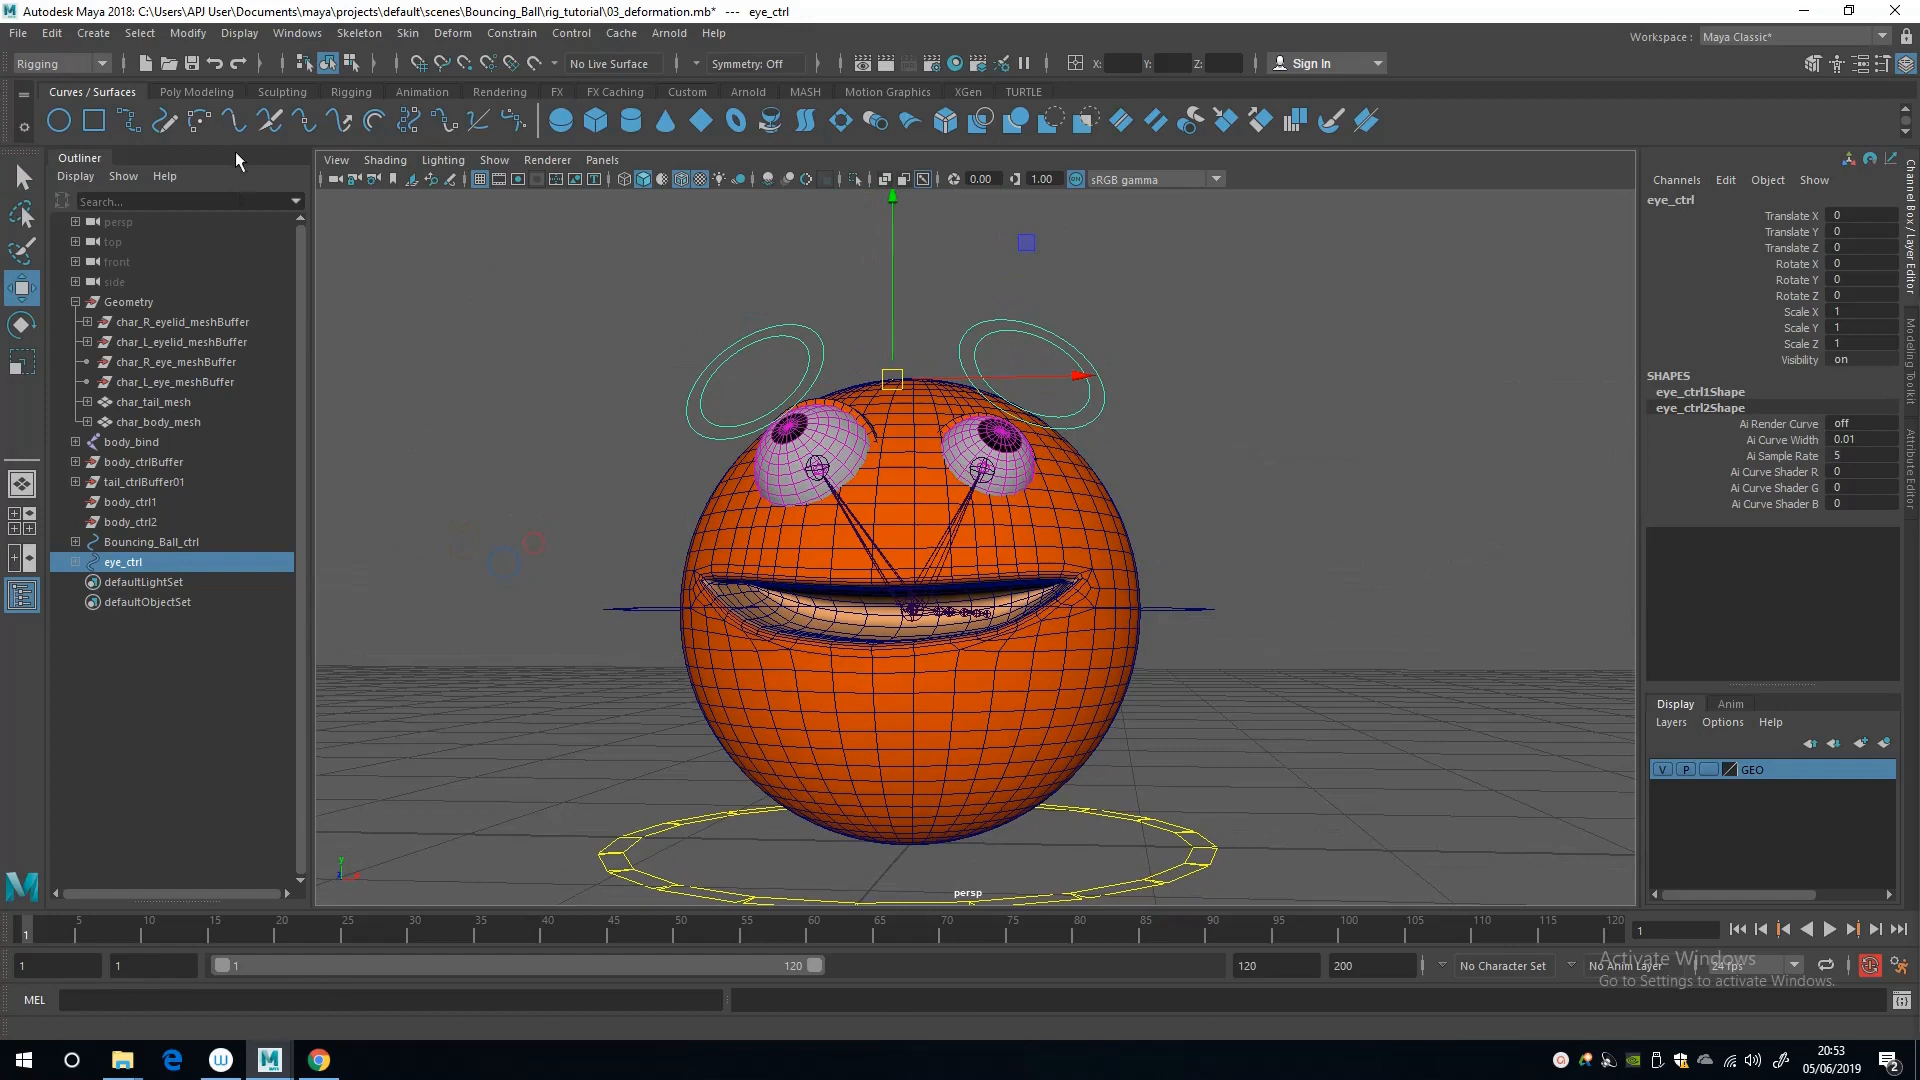 Autodesk Maya 2018: C:\Users\APJ User\Documents\maya\projects\default\scenes\Bouncing_Ball\rig_tutorial\03_deformation.mb* --- eye_ctrl
File Edit Create Select Modify Display Windows Skeleton Skin Deform Constrain Control Cache Arnold Help
Workspace : Maya Classic*
Rigging No Live Surface Symmetry: Off X: Y: Z: Sign In
Curves / Surfaces Poly Modeling Sculpting Rigging Animation Rendering FX FX Caching Custom Arnold MASH Motion Graphics XGen TURTLE
Outliner
Display Show Help
Search...
persp
top
front
side
Geometry
char_R_eyelid_meshBuffer
char_L_eyelid_meshBuffer
char_R_eye_meshBuffer
char_L_eye_meshBuffer
char_tail_mesh
char_body_mesh
body_bind
body_ctrlBuffer
tail_ctrlBuffer01
body_ctrl1
body_ctrl2
Bouncing_Ball_ctrl
eye_ctrl
defaultLightSet
defaultObjectSet
View Shading Lighting Show Renderer Panels
0.00 1.00 sRGB gamma
persp
Channels Edit Object Show
eye_ctrl
Translate X 0
Translate Y 0
Translate Z 0
Rotate X 0
Rotate Y 0
Rotate Z 0
Scale X 1
Scale Y 1
Scale Z 1
Visibility on
SHAPES
eye_ctrl1Shape
eye_ctrl2Shape
Ai Render Curve off
Ai Curve Width 0.01
Ai Sample Rate 5
Ai Curve Shader R 0
Ai Curve Shader G 0
Ai Curve Shader B 0
Channel Box / Layer Editor
Modeling Toolkit
Attribute Editor
Display Anim
Layers Options Help
V P GEO
5 10 15 20 25 30 35 40 45 50 55 60 65 70 75 80 85 90 95 100 105 110 115 120
1 1
1 1 1 120 120 200 No Character Set No Anim Layer 24 fps
Activate Windows
Go to Settings to activate Windows.
MEL
20:53
05/06/2019
2